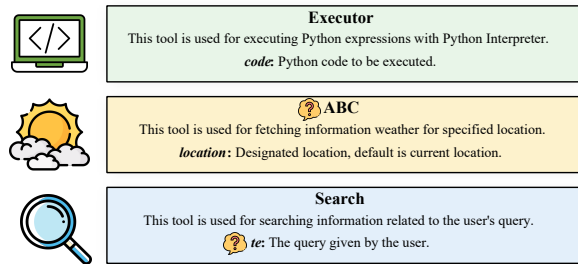 </>
Executor
This tool is used for executing Python expressions with Python Interpreter.
code: Python code to be executed.
? ABC
This tool is used for fetching information weather for specified location.
location: Designated location, default is current location.
Search
This tool is used for searching information related to the user's query.
? te: The query given by the user.